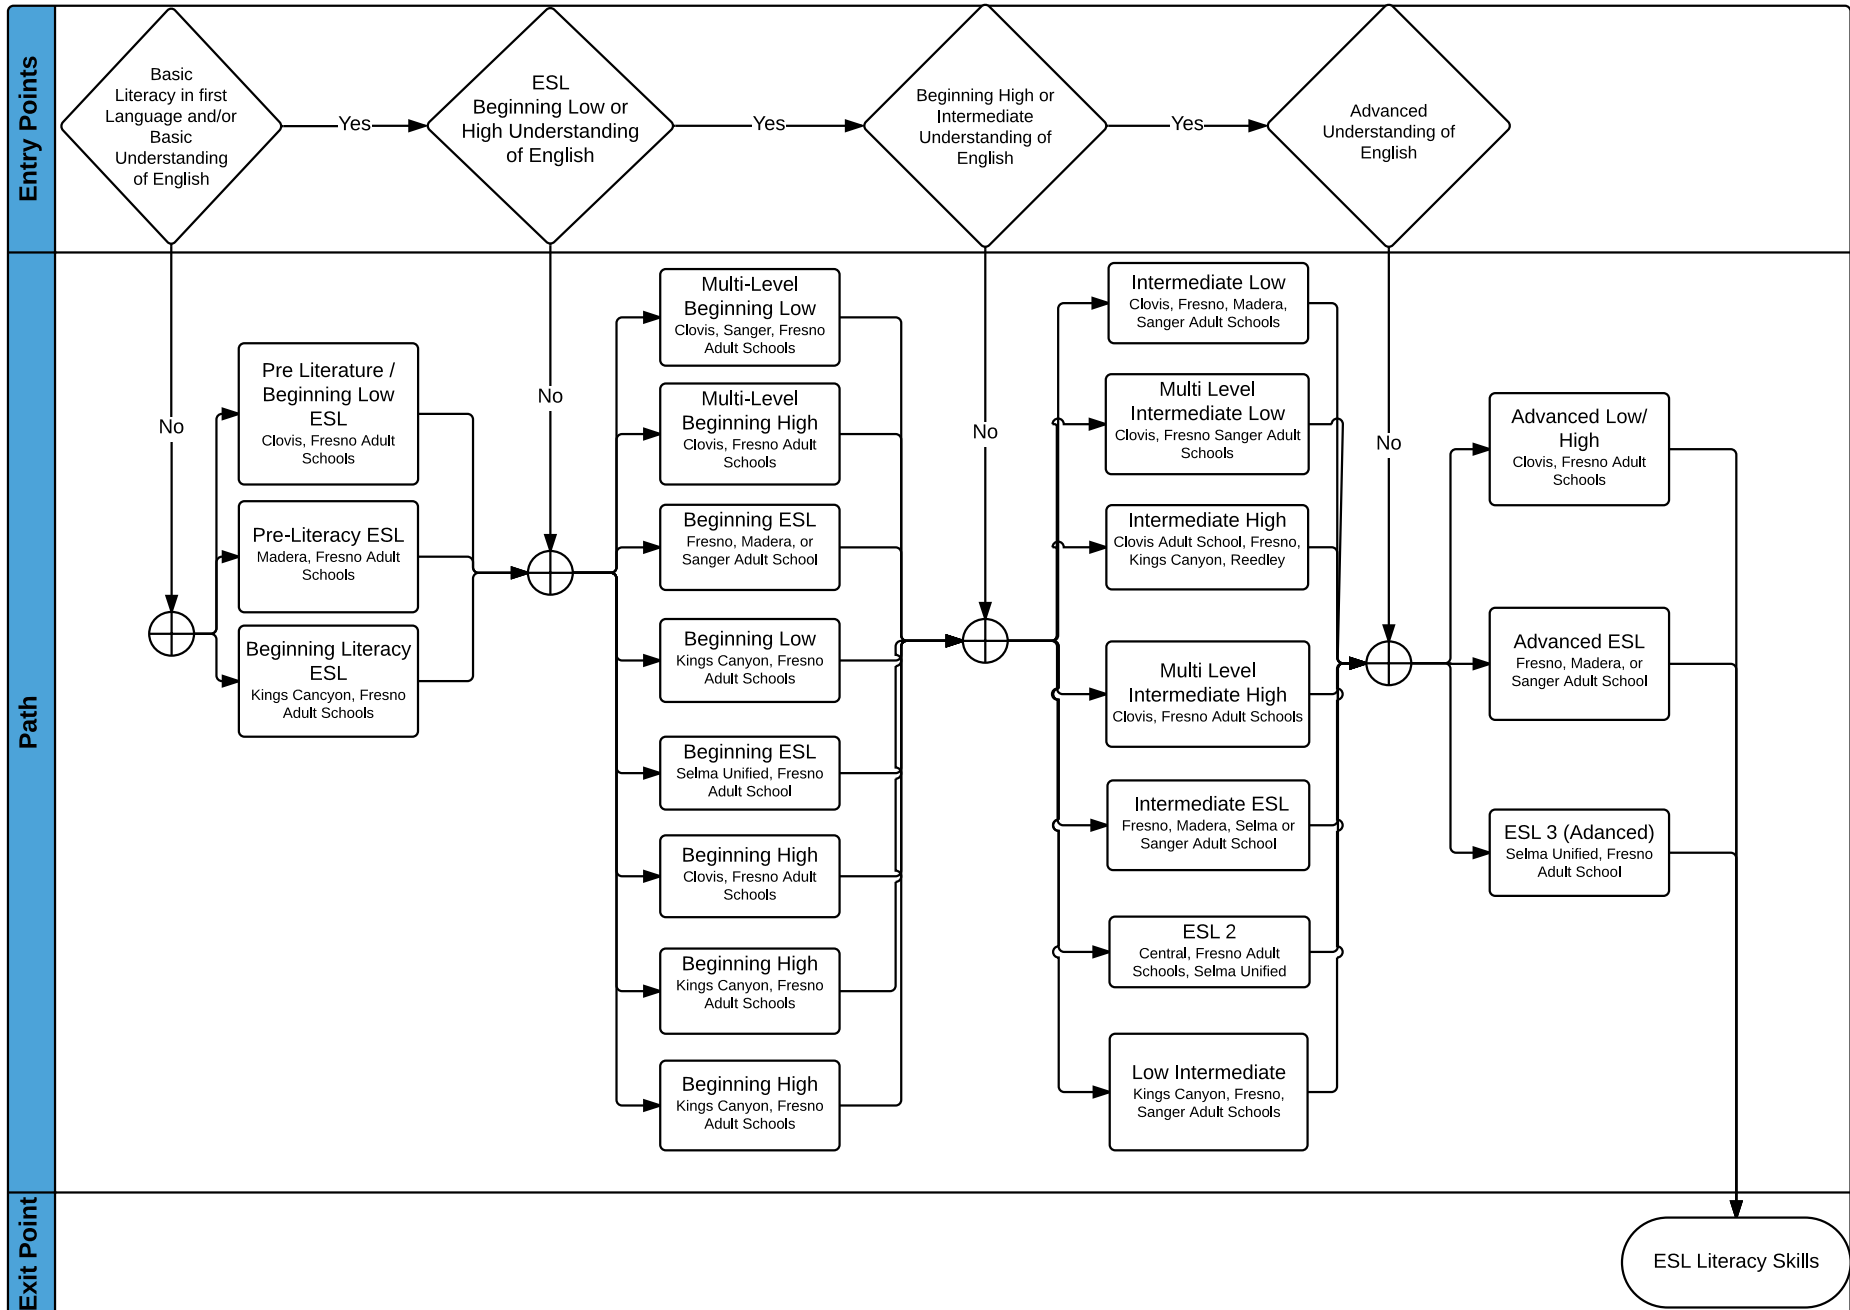 Entry Points
Basic
Literacy in first
Language and/or
Basic
Understanding
of English
Yes
ESL
Beginning Low or
High Understanding
of English
Yes
Beginning High or
Intermediate
Understanding of
English
Yes
Advanced
Understanding of
English
Path
No
Pre Literature /
Beginning Low
ESL
Clovis, Fresno Adult
Schools
Pre-Literacy ESL
Madera, Fresno Adult
Schools
Beginning Literacy
ESL
Kings Cancyon, Fresno
Adult Schools
No
Multi-Level
Beginning Low
Clovis, Sanger, Fresno
Adult Schools
Multi-Level
Beginning High
Clovis, Fresno Adult
Schools
Beginning ESL
Fresno, Madera, or
Sanger Adult School
Beginning Low
Kings Canyon, Fresno
Adult Schools
Beginning ESL
Selma Unified, Fresno
Adult School
Beginning High
Clovis, Fresno Adult
Schools
Beginning High
Kings Canyon, Fresno
Adult Schools
Beginning High
Kings Canyon, Fresno
Adult Schools
No
Intermediate Low
Clovis, Fresno, Madera,
Sanger Adult Schools
Multi Level
Intermediate Low
Clovis, Fresno Sanger Adult
Schools
Intermediate High
Clovis Adult School, Fresno,
Kings Canyon, Reedley
Multi Level
Intermediate High
Clovis, Fresno Adult Schools
Intermediate ESL
Fresno, Madera, Selma or
Sanger Adult School
ESL 2
Central, Fresno Adult
Schools, Selma Unified
Low Intermediate
Kings Canyon, Fresno,
Sanger Adult Schools
No
Advanced Low/
High
Clovis, Fresno Adult
Schools
Advanced ESL
Fresno, Madera, or
Sanger Adult School
ESL 3 (Adanced)
Selma Unified, Fresno
Adult School
Exit Point
ESL Literacy Skills